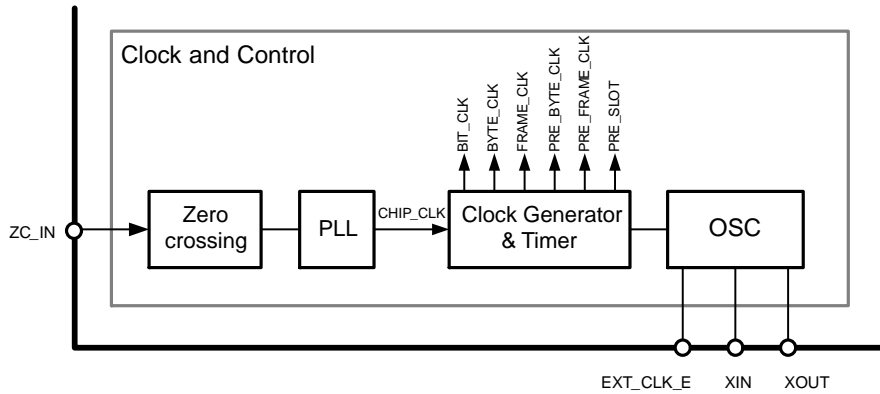 Clock and Control
BIT_CLK
BYTE_CLK
FRAME_CLK
PRE_BYTE_CLK
PRE_FRAME_CLK
PRE_SLOT
ZC_IN
Zero
crossing
PLL
CHIP_CLK
Clock Generator
& Timer
OSC
EXT_CLK_E
XIN
XOUT